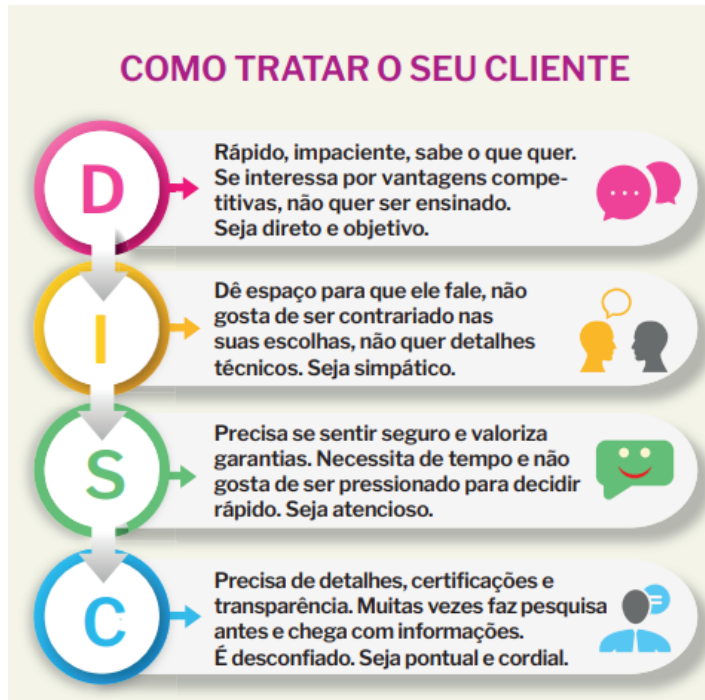 COMO TRATAR O SEU CLIENTE
D
Rápido, impaciente, sabe o que quer.
Se interessa por vantagens compe-
titivas, não quer ser ensinado.
Seja direto e objetivo.
I
Dê espaço para que ele fale, não
gosta de ser contrariado nas
suas escolhas, não quer detalhes
técnicos. Seja simpático.
S
Precisa se sentir seguro e valoriza
garantias. Necessita de tempo e não
gosta de ser pressionado para decidir
rápido. Seja atencioso.
C
Precisa de detalhes, certificações e
transparência. Muitas vezes faz pesquisa
antes e chega com informações.
É desconfiado. Seja pontual e cordial.